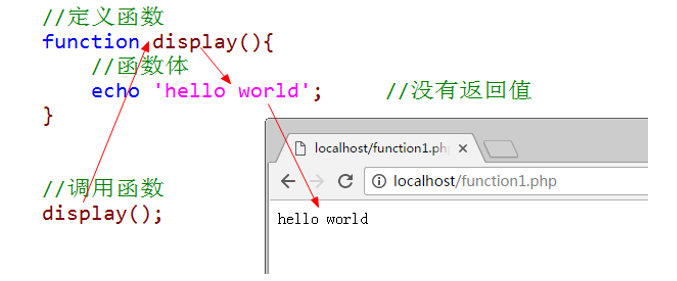 //定义函数
function display(){
//函数体
echo 'hello world'; //没有返回值
}
//调用函数
display();
localhost/function1.php
localhost/function1.php
hello world